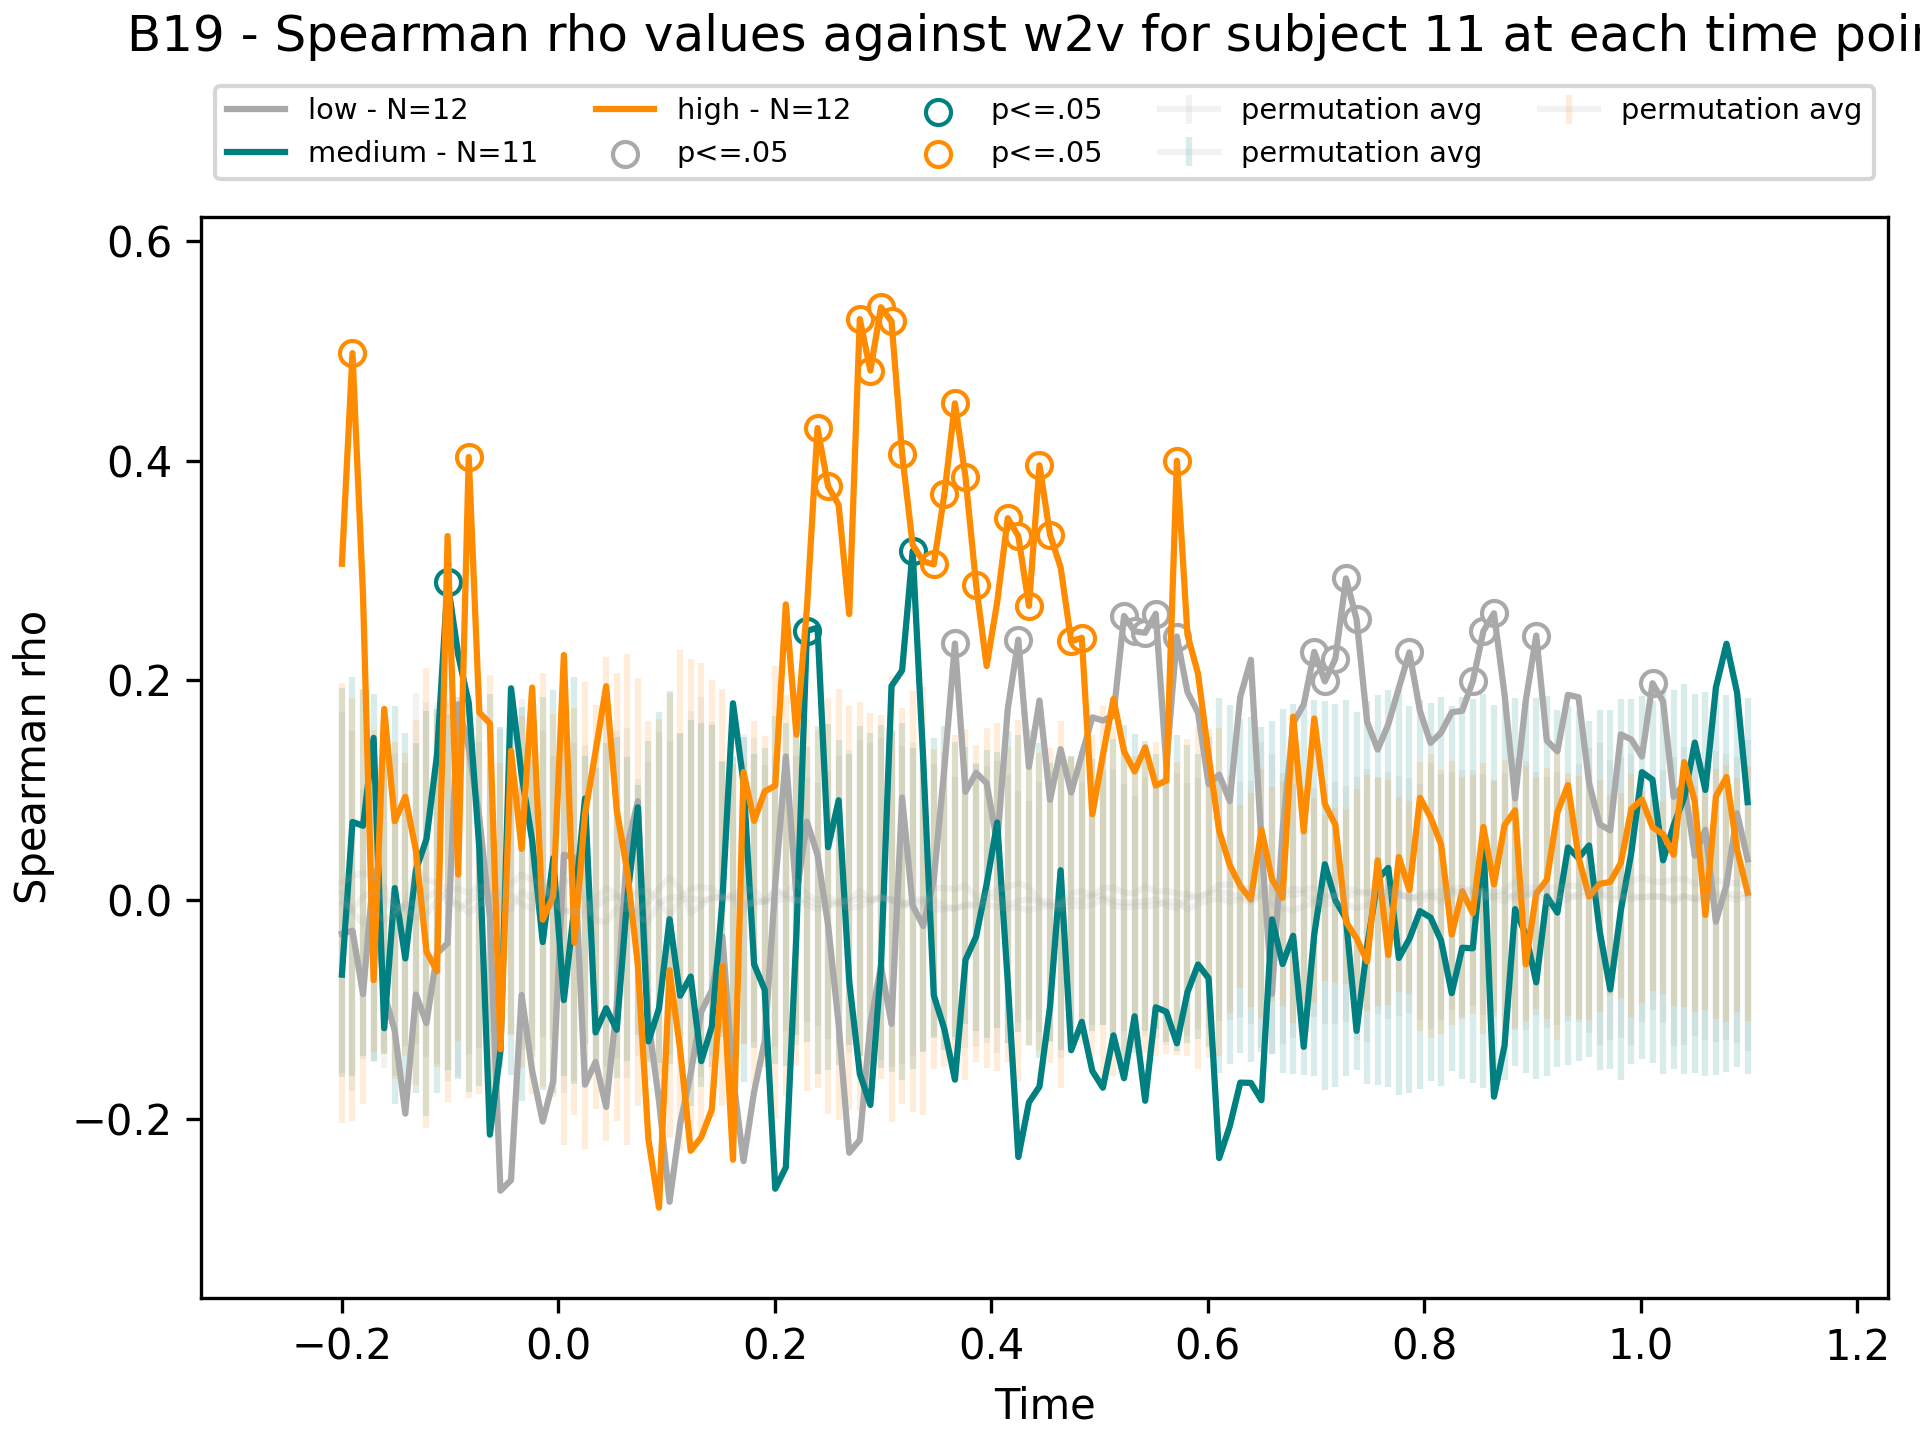 B19 - Spearman rho values against w2v for subject 11 at each time
low - N=12
medium - N=11
high - N=12
p<=.05
p<=.05
p<=.05
permutation avg
permutation avg
permutation avg
Spearman rho
0.6
0.4
0.2
0.0
−0.2
−0.2 0.0 0.2 0.4 0.6 0.8 1.0 1.2
Time